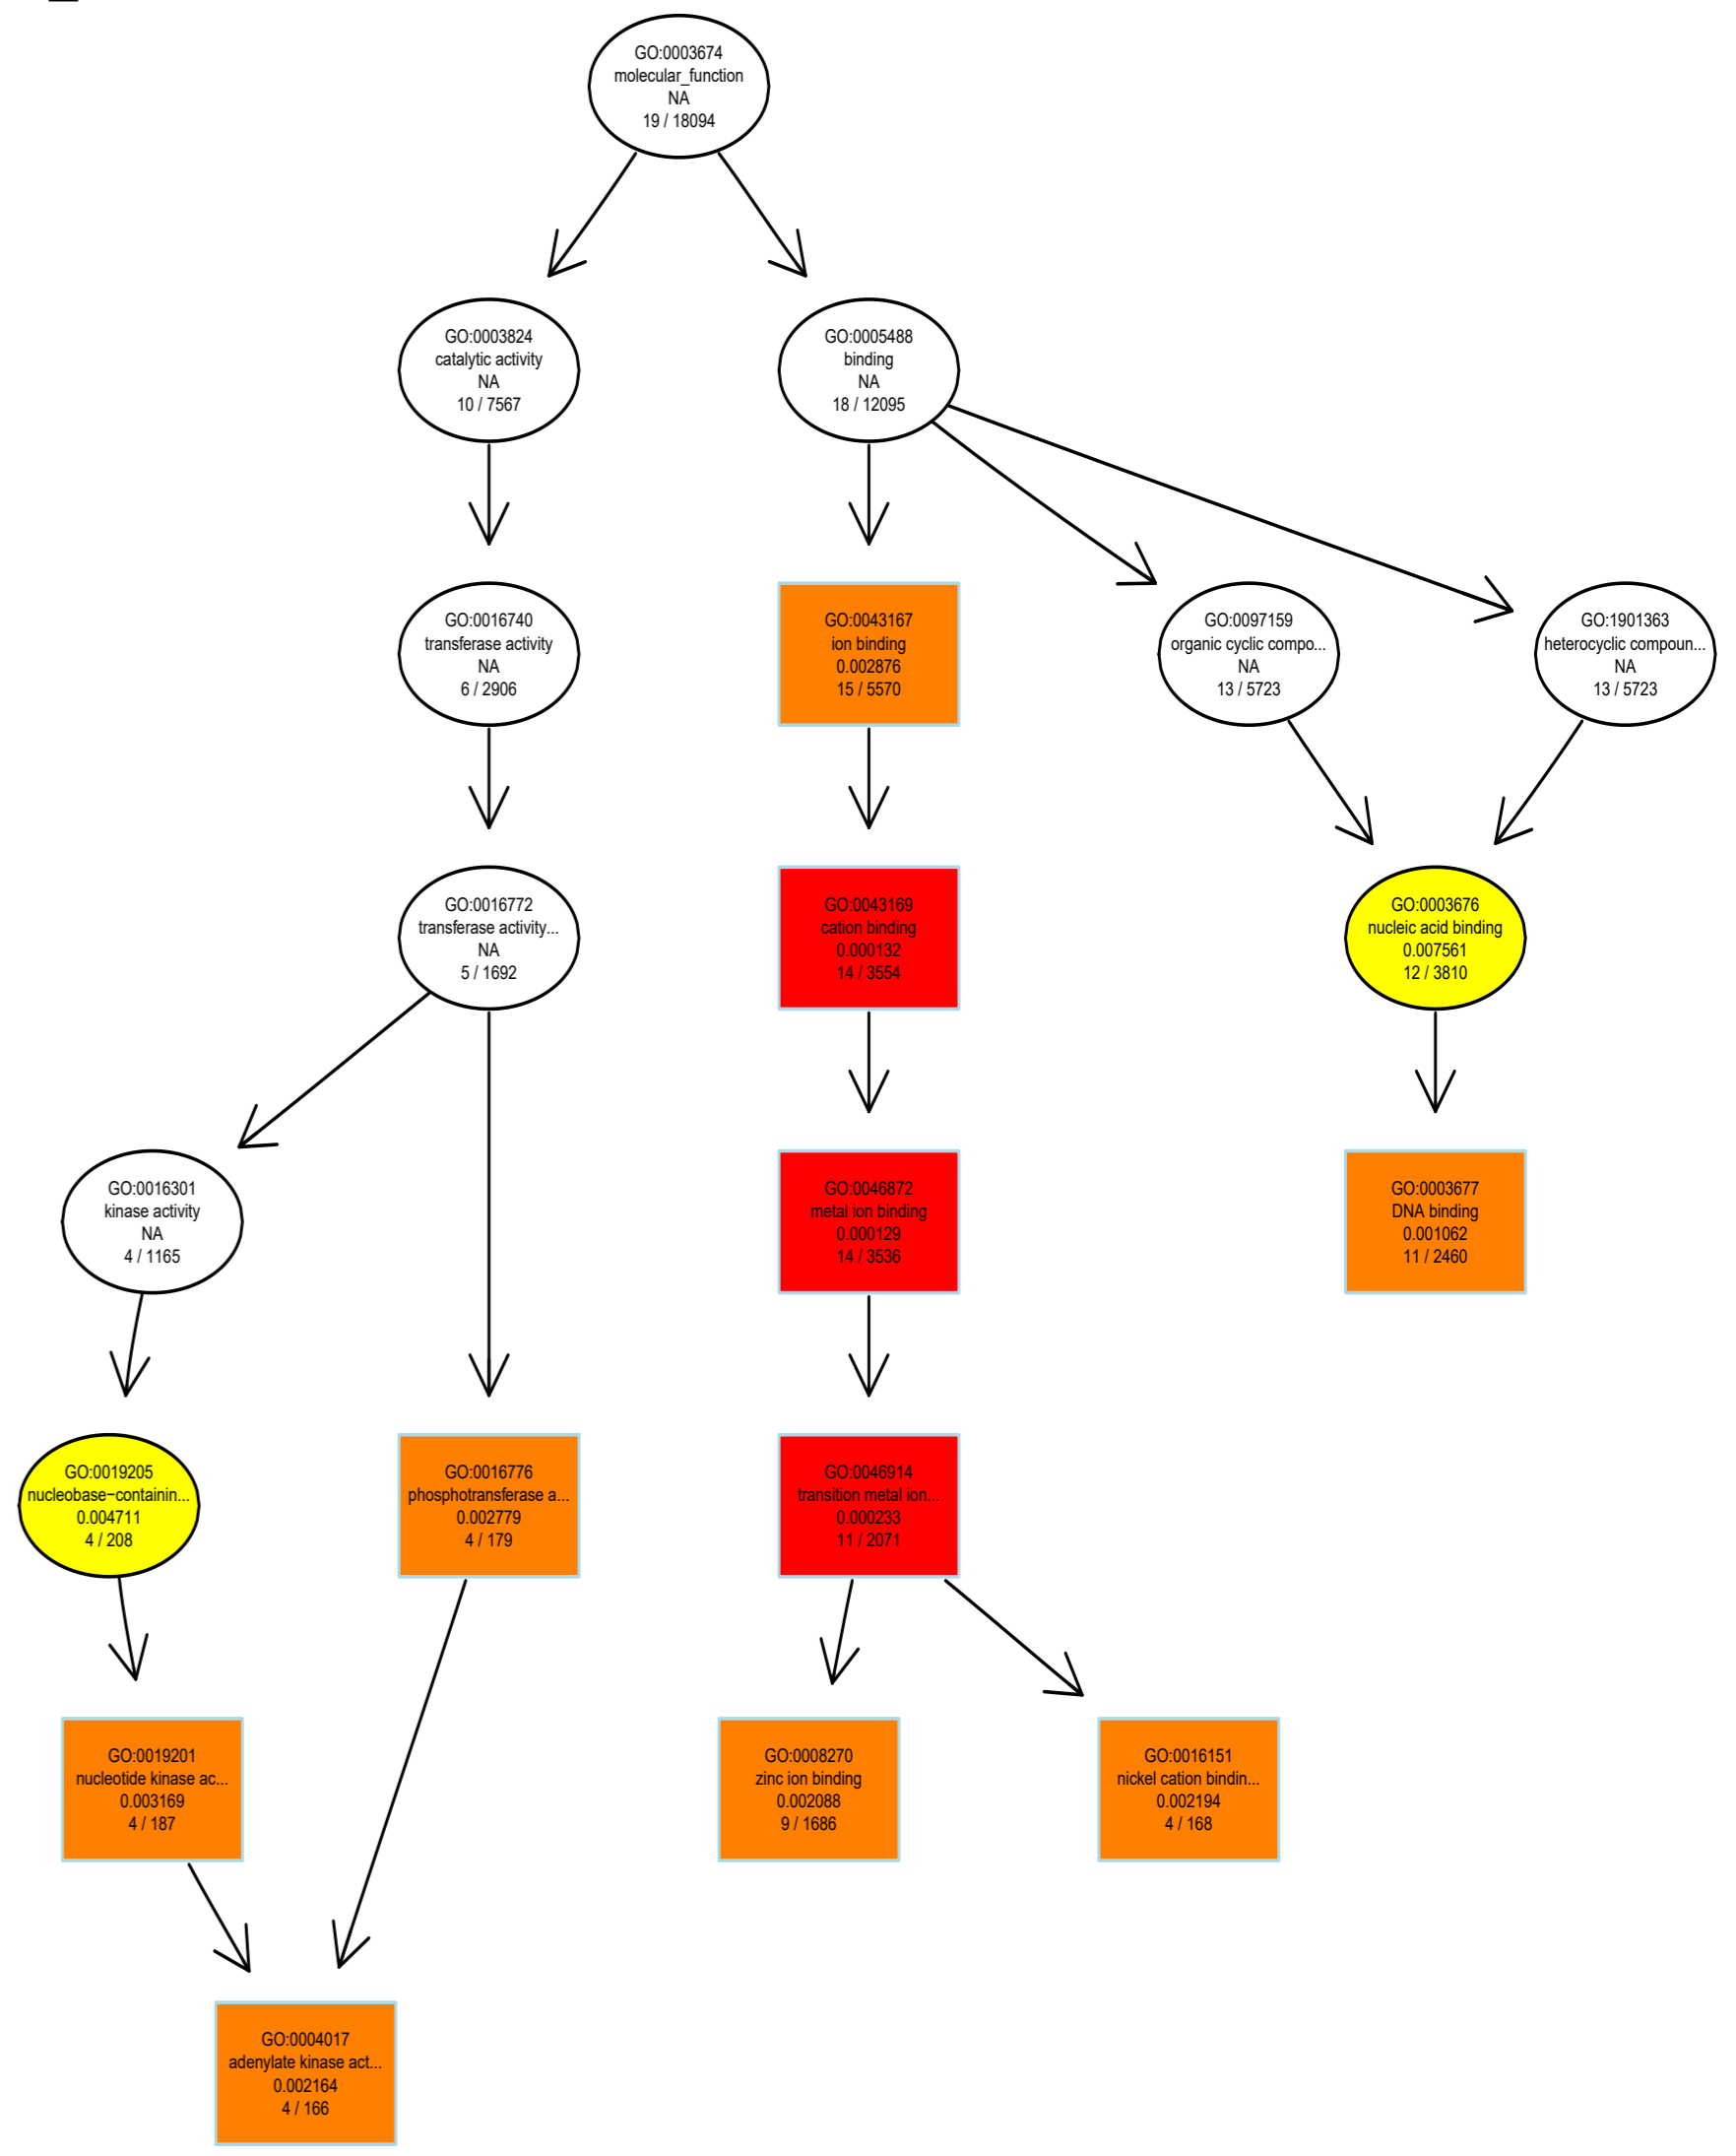 GO:0003674
molecular_function
NA
19 / 18094
GO:0003824
catalytic activity
NA
10 / 7567
GO:0005488
binding
NA
18 / 12095
GO:0016740
transferase activity
NA
6 / 2906
GO:0043167
ion binding
0.002876
15 / 5570
GO:0097159
organic cyclic compo...
NA
13 / 5723
GO:1901363
heterocyclic compoun...
NA
13 / 5723
GO:0016772
transferase activity...
NA
5 / 1692
GO:0043169
cation binding
0.000132
14 / 3554
GO:0003676
nucleic acid binding
0.007561
12 / 3810
GO:0016301
kinase activity
NA
4 / 1165
GO:0046872
metal ion binding
0.000129
14 / 3536
GO:0003677
DNA binding
0.001062
11 / 2460
GO:0019205
nucleobase−containin...
0.004711
4 / 208
GO:0016776
phosphotransferase a...
0.002779
4 / 179
GO:0046914
transition metal ion...
0.000233
11 / 2071
GO:0019201
nucleotide kinase ac...
0.003169
4 / 187
GO:0008270
zinc ion binding
0.002088
9 / 1686
GO:0016151
nickel cation bindin...
0.002194
4 / 168
GO:0004017
adenylate kinase act...
0.002164
4 / 166